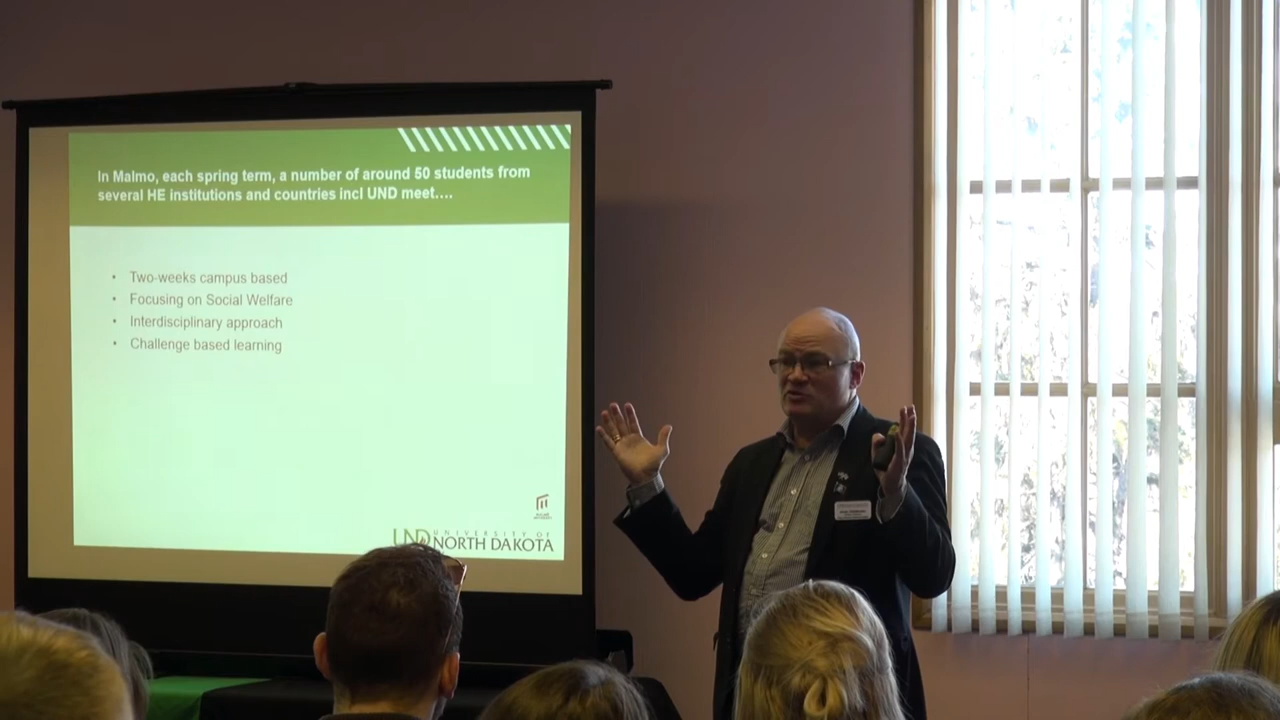 In Malmo, each spring term, a number of around 50 students from
several HE institutions and countries incl UND meet....
• Two-weeks campus based
• Focusing on Social Welfare
• Interdisciplinary approach
• Challenge based learning
UND UNIVERSITY OF
NORTH DAKOTA